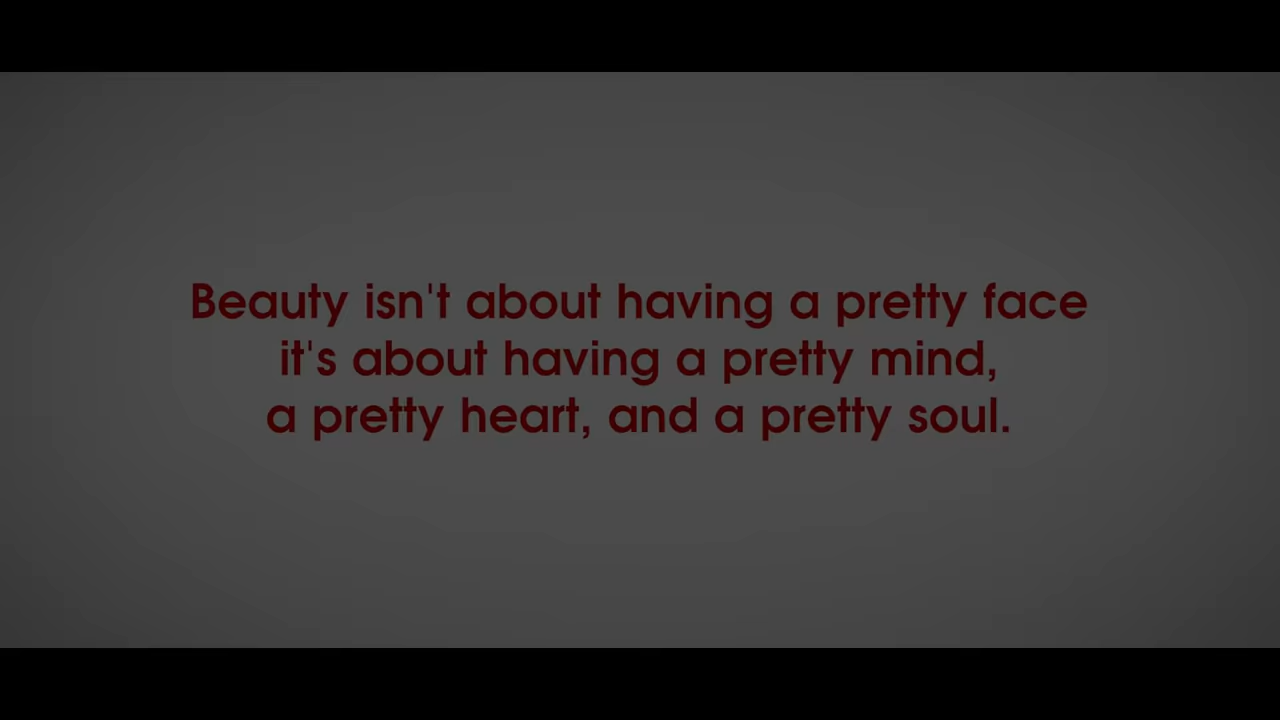 Beauty isn't about having a pretty face
it's about having a pretty mind,
a pretty heart, and a pretty soul.